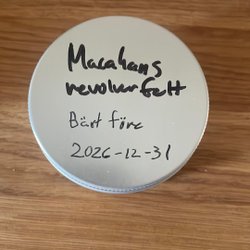 Macahans
revolverfett
Bäst före
2026-12-31